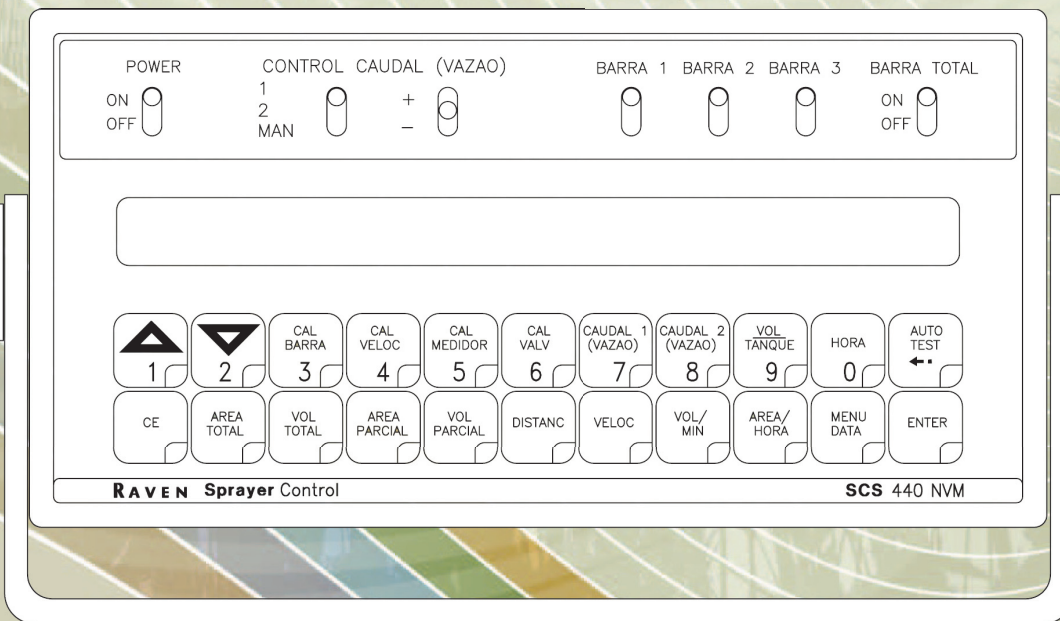 POWER CONTROL CAUDAL (VAZAO) BARRA 1 BARRA 2 BARRA 3 BARRA TOTAL
ON
OFF
1
2
MAN
+
−
ON
OFF
1
2
CAL
BARRA
3
CAL
VELOC
4
CAL
MEDIDOR
5
CAL
VALV
6
CAUDAL 1
(VAZAO)
7
CAUDAL 2
(VAZAO)
8
VOL
TANQUE
9
HORA
0
AUTO
TEST
CE
AREA
TOTAL
VOL
TOTAL
AREA
PARCIAL
VOL
PARCIAL
DISTANC
VELOC
VOL/
MIN
AREA/
HORA
MENU
DATA
ENTER
RAVEN Sprayer Control SCS 440 NVM